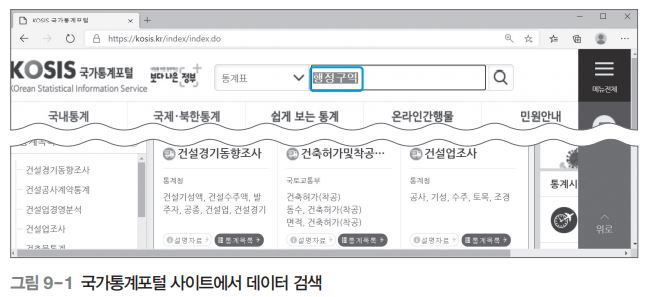 KOSIS 국가통계포털
https://kosis.kr/index/index.do
KOSIS 국가통계포털
보다나은 정부
통계표
행정구역
KOrean Statistical Information Service
메뉴전체
국내통계
국제·북한통계
쉽게 보는 통계
온라인간행물
민원안내
건설경기동향조사
건설공사계약통계
건설업경영분석
건설업조사
건설경기동향조사
통계청
건설기성액, 건설수주액, 발
주자, 공종, 건설업, 건설경기
설명자료
통계목록
건축허가및착공…
국토교통부
건축허가(착공)
동수, 건축허가(착공)
면적, 건축허가(착공)
설명자료
통계목록
건설업조사
통계청
공사, 기성, 수주, 토목, 조경
설명자료
통계목록
통계시
위로
그림 9-1 국가통계포털 사이트에서 데이터 검색